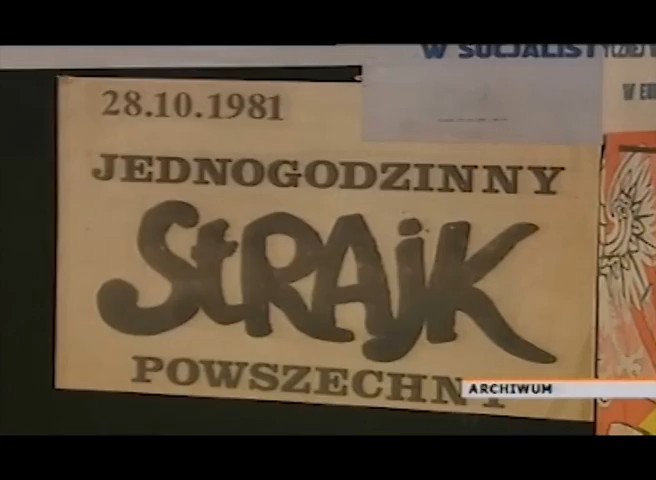 W SOCJALIST
28.10.1981
W EU
JEDNOGODZINNY
StRAjK
POWSZECHNY
ARCHIWUM